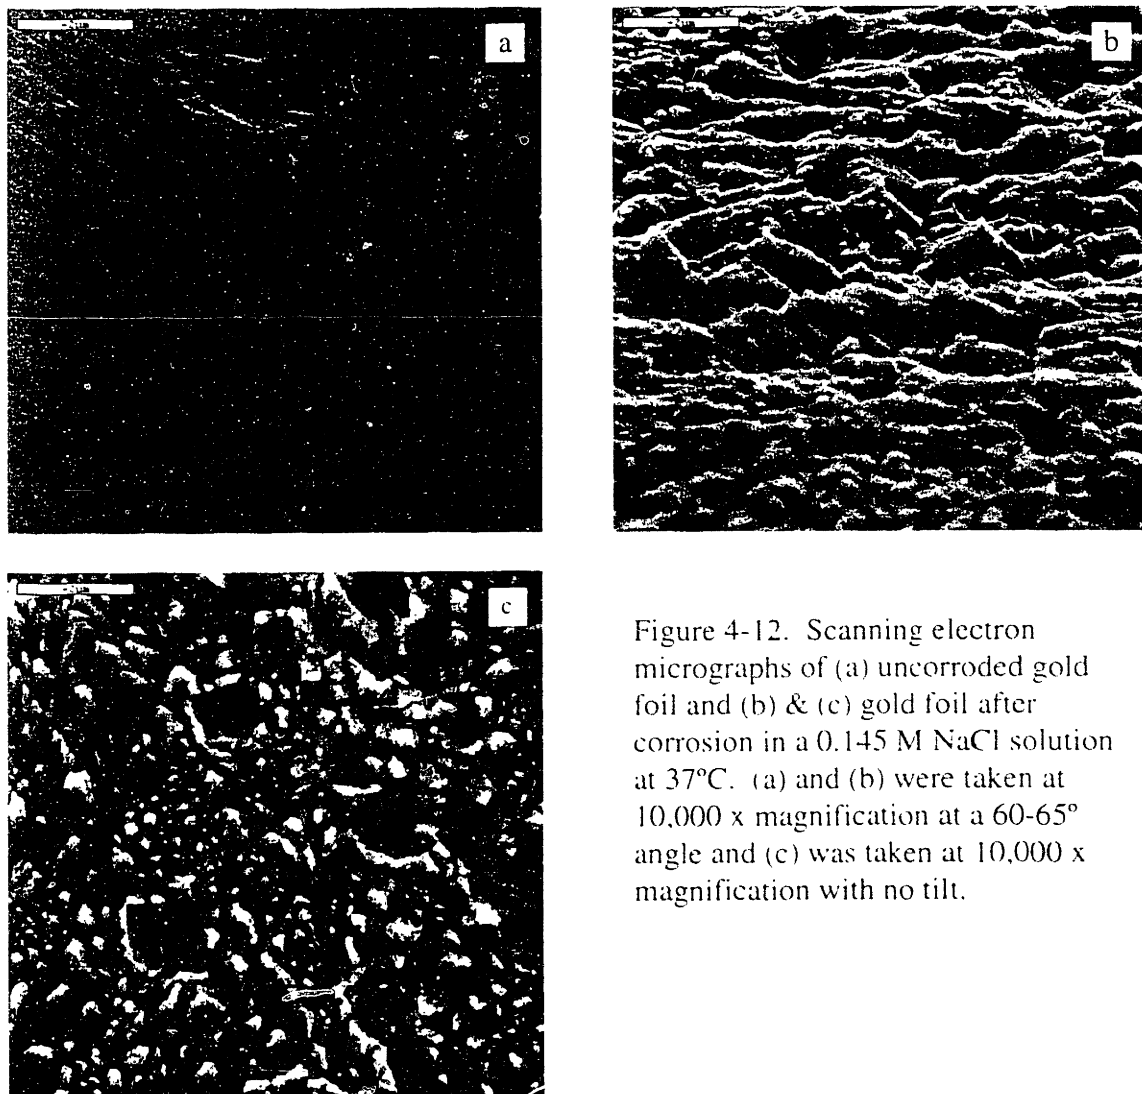 a
b
c
Figure 4-12. Scanning electron
micrographs of (a) uncorroded gold
foil and (b) & (c) gold foil after
corrosion in a 0.145 M NaCl solution
at 37°C. (a) and (b) were taken at
10,000 x magnification at a 60-65°
angle and (c) was taken at 10,000 x
magnification with no tilt.